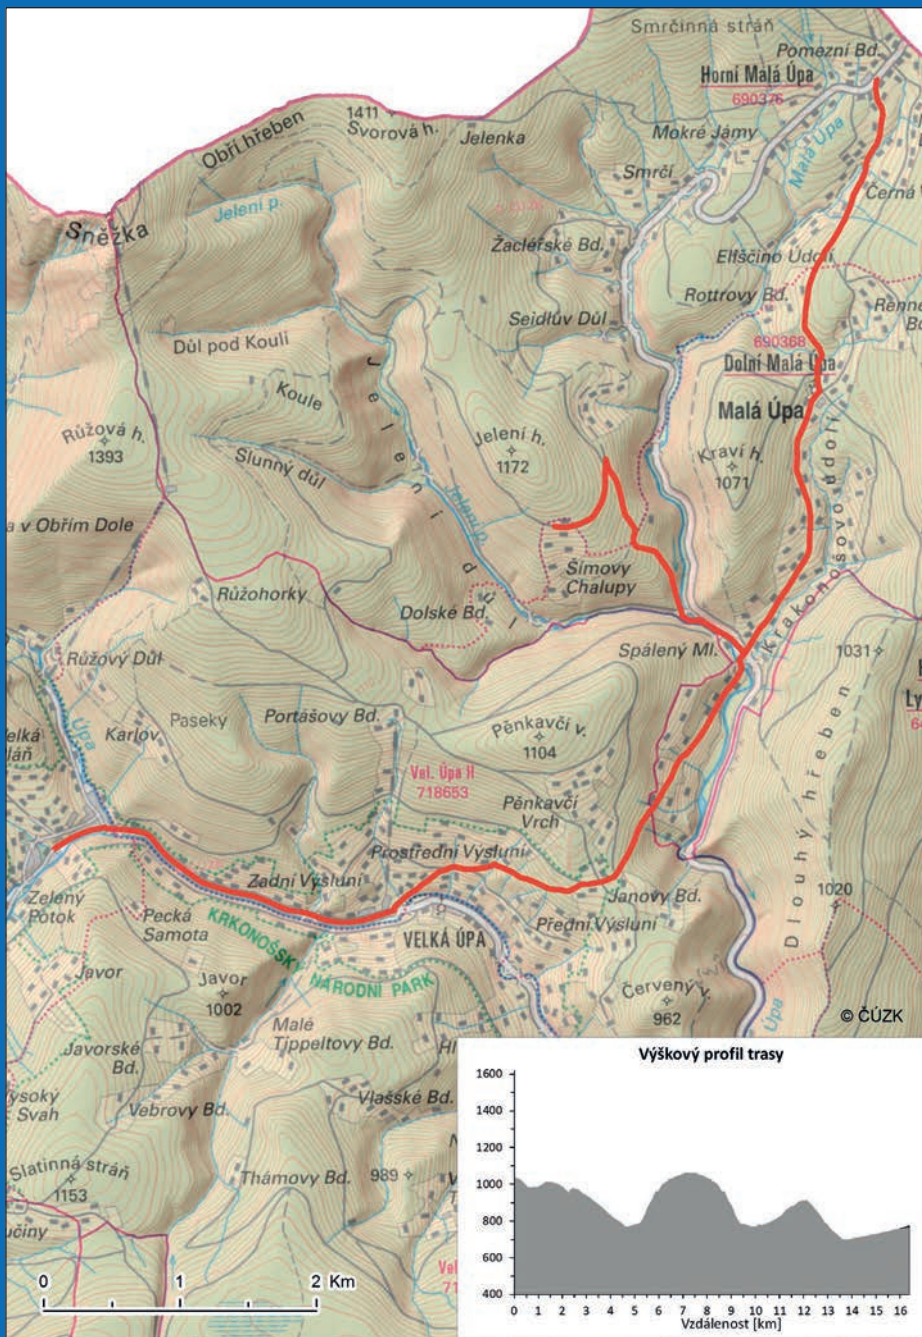 Smrčinná stráň
Pomezní Bd.
Horní Malá Úpa
690376
1411
Svorová h.
Obří hřeben
Jelenka
Mokré Jámy
Malá Úpa
Smrčí
Jelení p.
Sněžka
Černá
Žacléřské Bd.
Eliščino Údolí
Rottrovy Bd.
Seidlův Důl
690368
Důl pod Koulí
Dolní Malá Úpa
Koule
Malá Úpa
Růžová h.
1393
Jelení h.
1172
Kraví h.
1071
Slunný důl
Jelení p.
a v Obřím Dole
Šímovy
Chalupy
Krakonošovo údolí
Růžohorky
Dolské Bd.
Spálený Ml.
1031
Růžový Důl
Paseky
Portášovy Bd.
Pěnkavčí v.
1104
Karlov
Úpa
Vel. Úpa II
718653
Pěnkavčí
Vrch
Dlouhý hřeben
Prostřední Výsluní
Zadní Výsluní
Janovy Bd.
1020
Zelený
Potok
Pecká
Samota
KRKONOŠSKÝ
NÁRODNÍ PARK
VELKÁ ÚPA
Přední Výsluní
Javor
Javor
1002
Červený v.
962
Úpa
© ČÚZK
Malé
Tippeltovy Bd.
Javorské
Bd.
Vlašské Bd.
Svah
Vebrovy Bd.
Slatinná stráň
1153
Thámovy Bd.
989
0 1 2 Km
Výškový profil trasy
1600
1400
1200
1000
800
600
400
0 1 2 3 4 5 6 7 8 9 10 11 12 13 14 15 16
Vzdálenost [km]